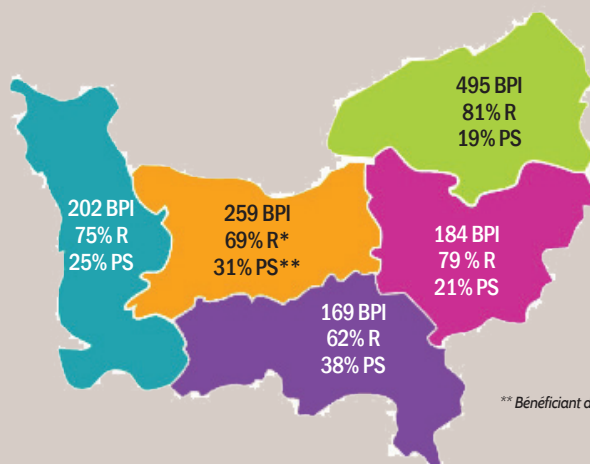 495 BPI
81% R
19% PS
202 BPI
75% R
25% PS
259 BPI
69% R*
31% PS**
184 BPI
79 % R
21% PS
169 BPI
62% R
38% PS
** Bénéficiant